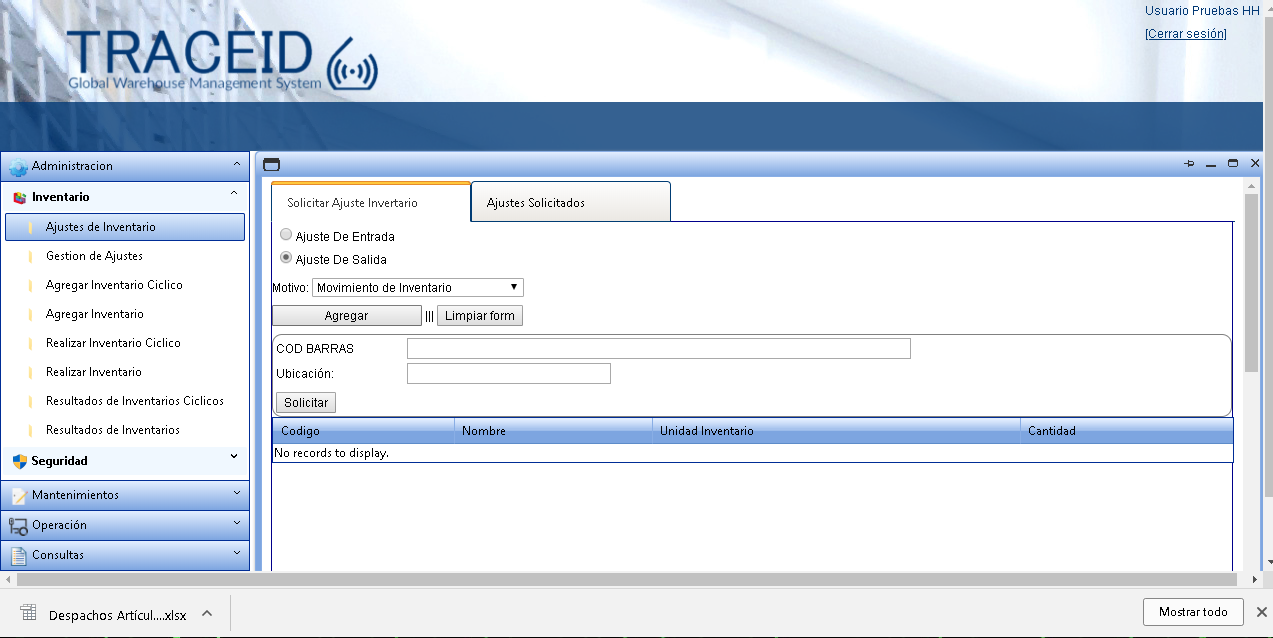 Usuario Pruebas HH
[Cerrar sesión]
TRACEID
Global Warehouse Management System
Administracion
Inventario
Ajustes de Inventario
Gestion de Ajustes
Agregar Inventario Ciclico
Agregar Inventario
Realizar Inventario Ciclico
Realizar Inventario
Resultados de Inventarios Ciclicos
Resultados de Inventarios
Seguridad
Mantenimientos
Operación
Consultas
Solicitar Ajuste Invertario
Ajustes Solicitados
Ajuste De Entrada
Ajuste De Salida
Motivo: Movimiento de Inventario
Agregar ||| Limpiar form
COD BARRAS
Ubicación:
Solicitar
Codigo Nombre Unidad Inventario Cantidad
No records to display.
Despachos Artícul....xlsx
Mostrar todo